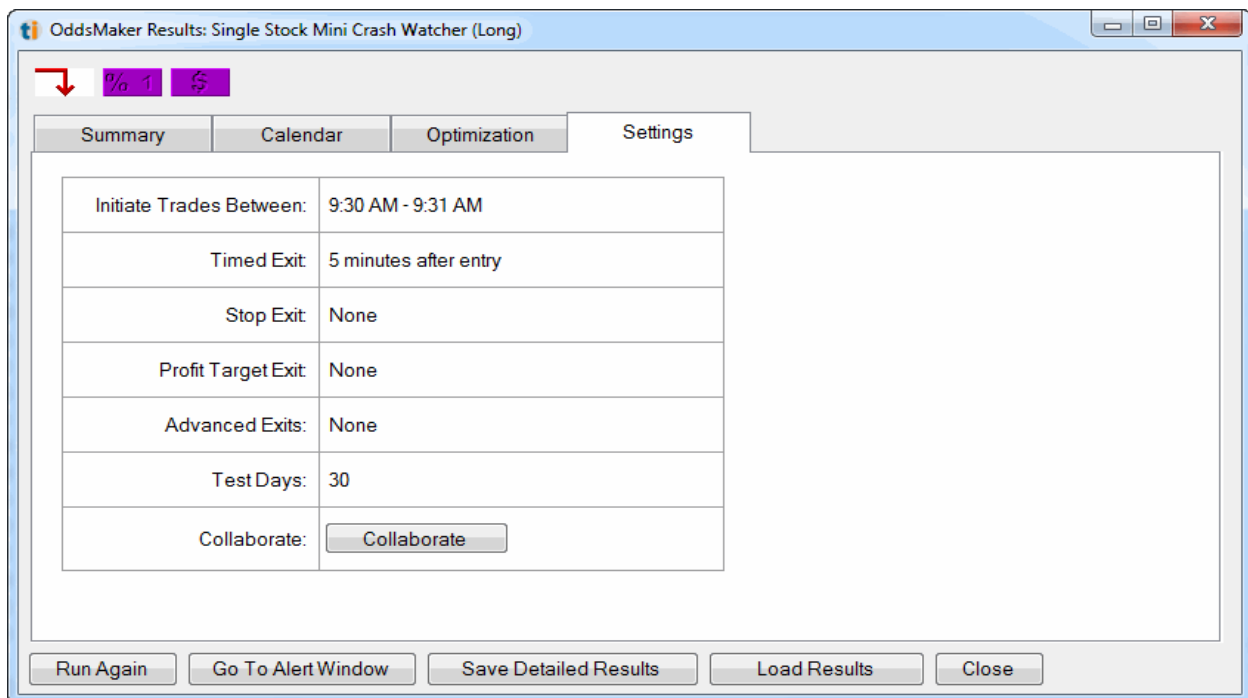 ti OddsMaker Results: Single Stock Mini Crash Watcher (Long)
% 1 $
Summary Calendar Optimization Settings
Initiate Trades Between: 9:30 AM - 9:31 AM
Timed Exit: 5 minutes after entry
Stop Exit: None
Profit Target Exit: None
Advanced Exits: None
Test Days: 30
Collaborate: Collaborate
Run Again Go To Alert Window Save Detailed Results Load Results Close